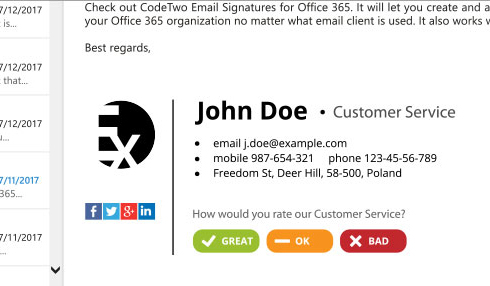 7/12/2017
is...
7/12/2017
that...
7/12/2017
...
7/11/2017
365...
7/11/2017
Check out CodeTwo Email Signatures for Office 365. It will let you create and a
your Office 365 organization no matter what email client is used. It also works w
Best regards,
Ex
John Doe • Customer Service
• email j.doe@example.com
• mobile 987-654-321 phone 123-45-56-789
• Freedom St, Deer Hill, 58-500, Poland
f g+ in
How would you rate our Customer Service?
GREAT OK BAD